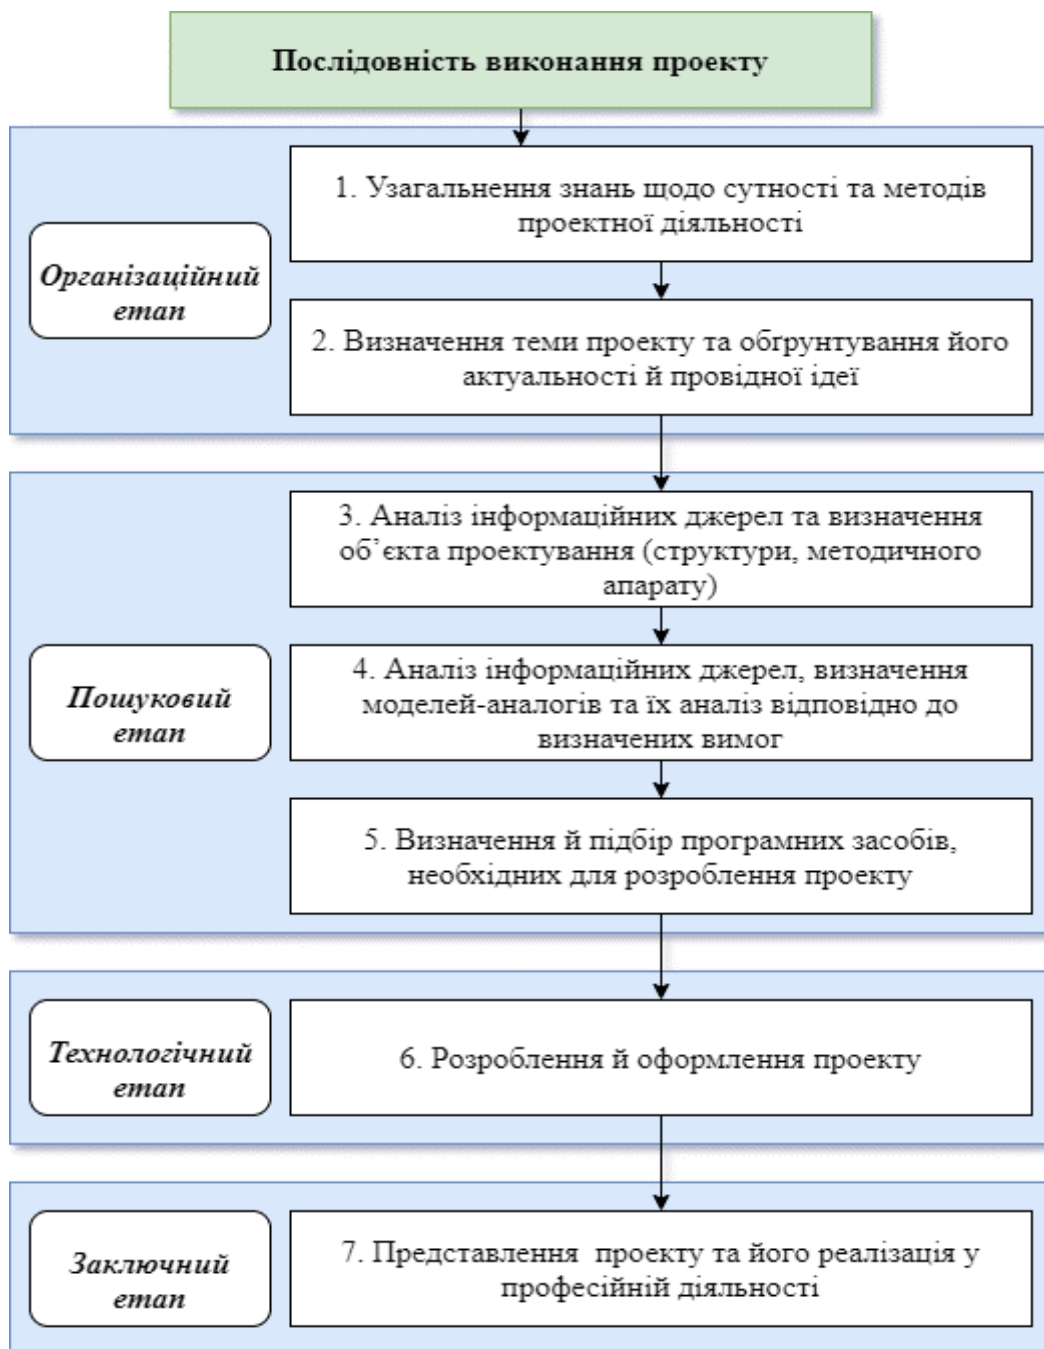 Послідовність виконання проекту
1. Узагальнення знань щодо сутності та методів
проектної діяльності
Організаційний
етап
2. Визначення теми проекту та обґрунтування його
актуальності й провідної ідеї
3. Аналіз інформаційних джерел та визначення
об’єкта проектування (структури, методичного
апарату)
Пошуковий
етап
4. Аналіз інформаційних джерел, визначення
моделей-аналогів та їх аналіз відповідно до
визначених вимог
5. Визначення й підбір програмних засобів,
необхідних для розроблення проекту
Технологічний
етап
6. Розроблення й оформлення проекту
Заключний
етап
7. Представлення  проекту та його реалізація у
професійній діяльності